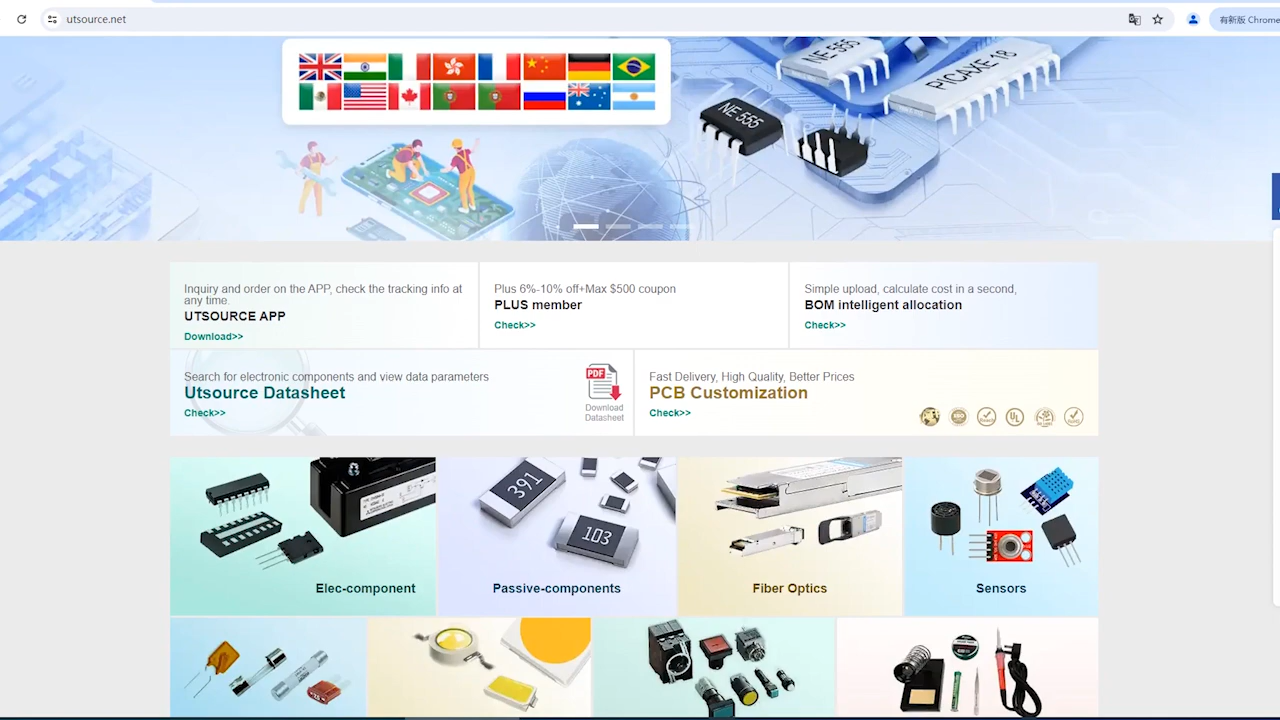 utsource.net
有新版 Chrome
NE 555
PICAXE-18
NE 555
Inquiry and order on the APP, check the tracking info at
any time.
UTSOURCE APP
Download>>
Plus 6%-10% off+Max $500 coupon
PLUS member
Check>>
Simple upload, calculate cost in a second,
BOM intelligent allocation
Check>>
Search for electronic components and view data parameters
Utsource Datasheet
Check>>
PDF
Download
Datasheet
Fast Delivery, High Quality, Better Prices
PCB Customization
Check>>
391
103
Elec-component
Passive-components
Fiber Optics
Sensors